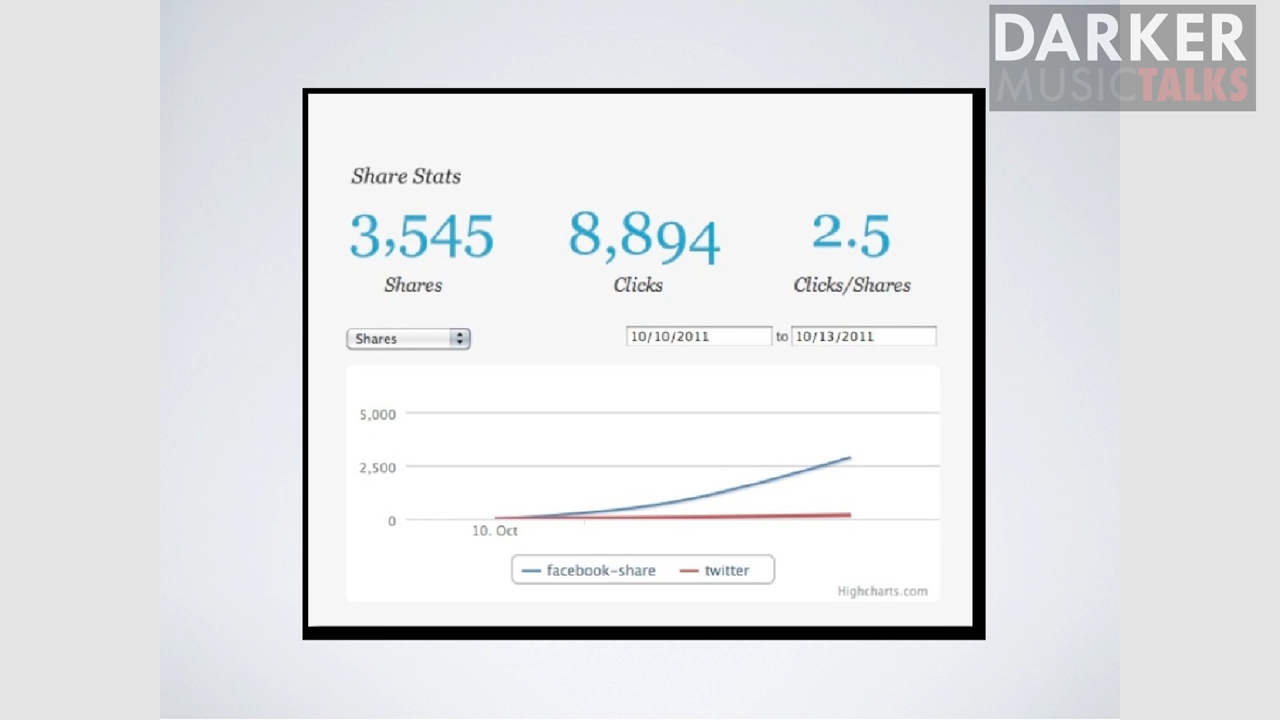 DARKER
MUSICTALKS
Share Stats
3,545 8,894 2.5
Shares Clicks Clicks/Shares
Shares 10/10/2011 to 10/13/2011
5,000
2,500
0
10. Oct
facebook-share twitter
Highcharts.com